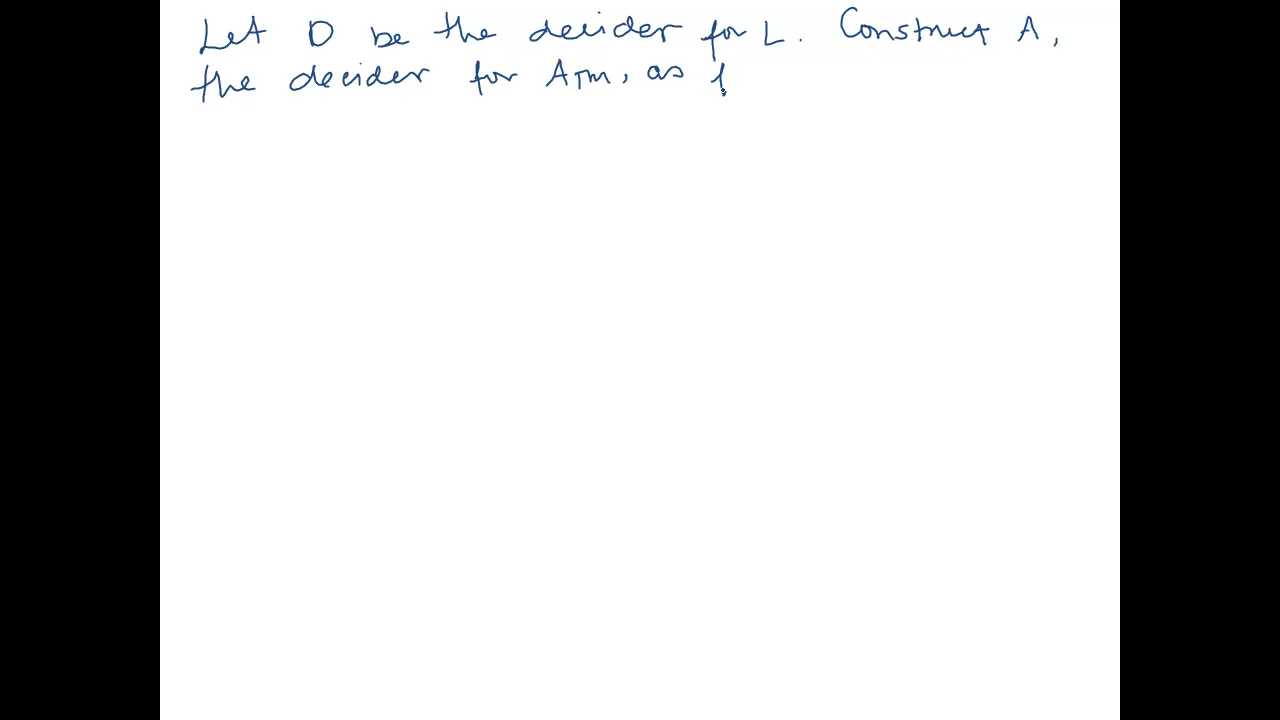 Let D be the decider for L. Construct A,
the decider for ATM, as f